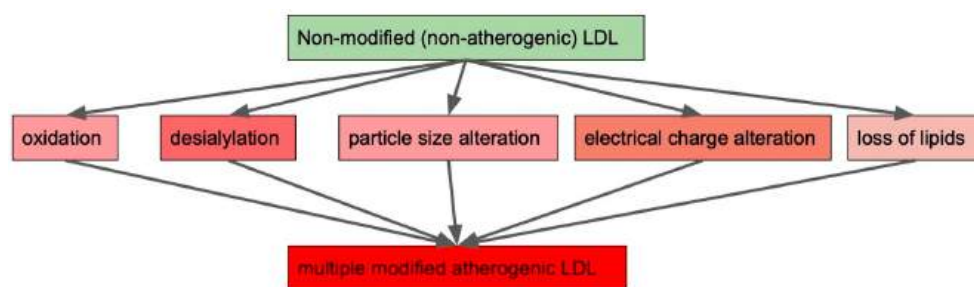 Non-modified (non-atherogenic) LDL
oxidation
desialylation
particle size alteration
electrical charge alteration
loss of lipids
multiple modified atherogenic LDL